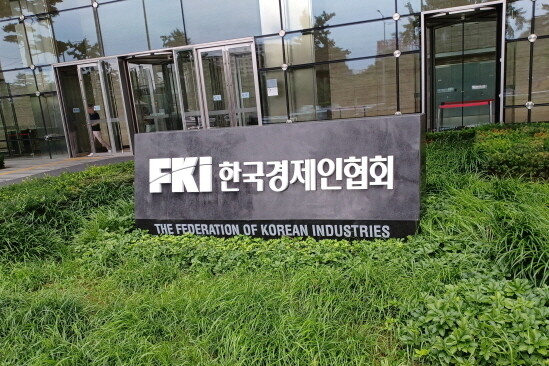 FKI 한국경제인협회
THE FEDERATION OF KOREAN INDUSTRIES